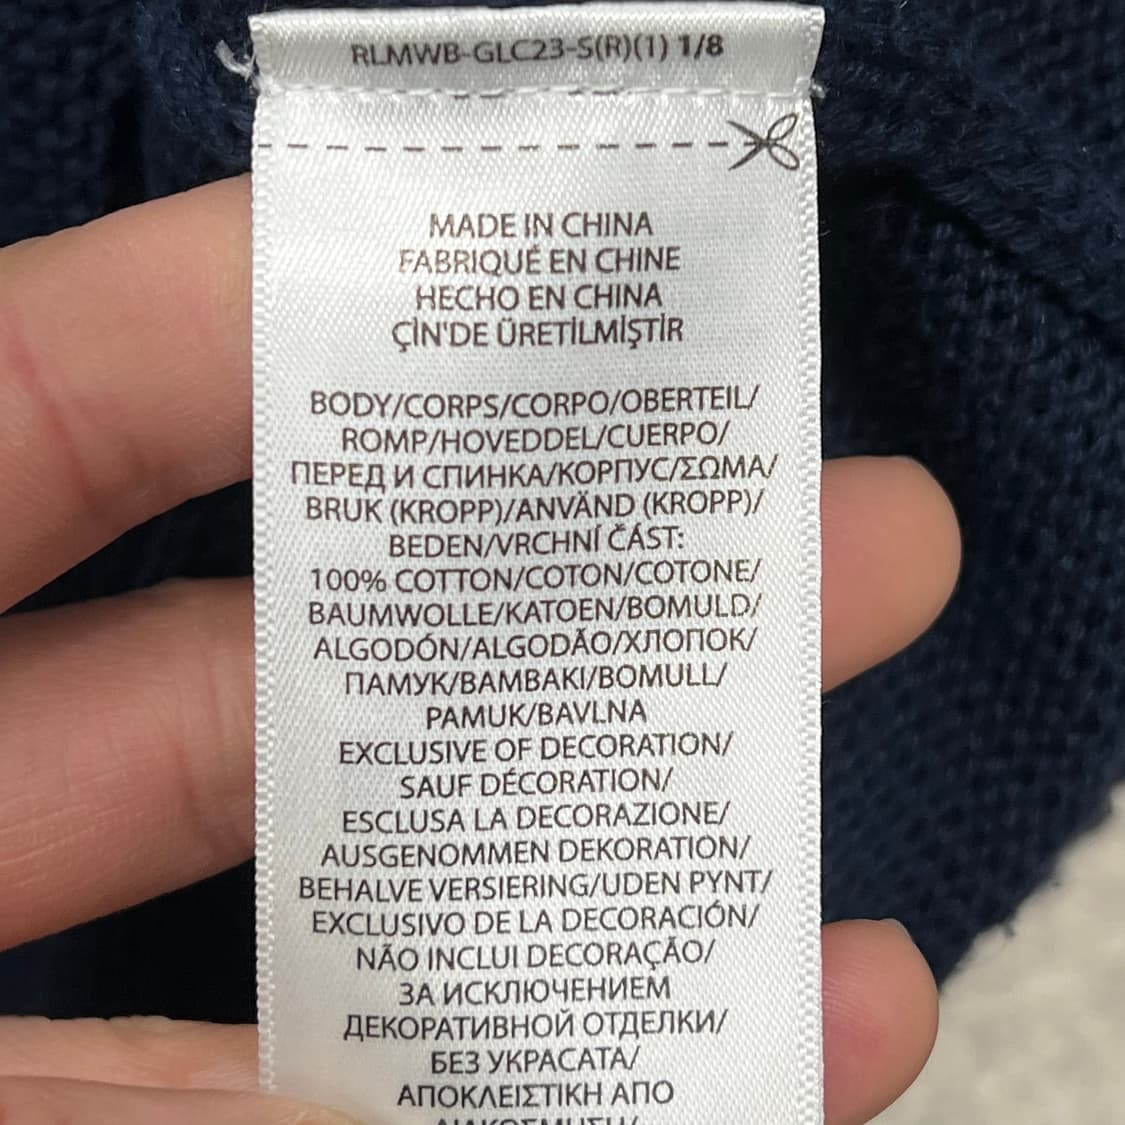 RLMWB-GLC23-S(R)(1) 1/8
MADE IN CHINA
FABRIQUÉ EN CHINE
HECHO EN CHINA
ÇİN'DE ÜRETİLMİŞTİR
BODY/CORPS/CORPO/OBERTEIL/
ROMP/HOVEDDEL/CUERPO/
ПЕРЕД И СПИНКА/КОРПУС/ΣΩΜΑ/
BRUK (KROPP)/ANVÄND (KROPP)/
BEDEN/VRCHNÍ ČÁST:
100% COTTON/COTON/COTONE/
BAUMWOLLE/KATOEN/BOMULD/
ALGODÓN/ALGODÃO/ХЛОПОК/
ПАМУК/ΒΑΜΒΑΚΙ/BOMULL/
PAMUK/BAVLNA
EXCLUSIVE OF DECORATION/
SAUF DÉCORATION/
ESCLUSA LA DECORAZIONE/
AUSGENOMMEN DEKORATION/
BEHALVE VERSIERING/UDEN PYNT/
EXCLUSIVO DE LA DECORACIÓN/
NÃO INCLUI DECORAÇÃO/
ЗА ИСКЛЮЧЕНИЕМ
ДЕКОРАТИВНОЙ ОТДЕЛКИ/
БЕЗ УКРАСАТА/
ΑΠΟΚΛΕΙΣΤΙΚΗ ΑΠΟ